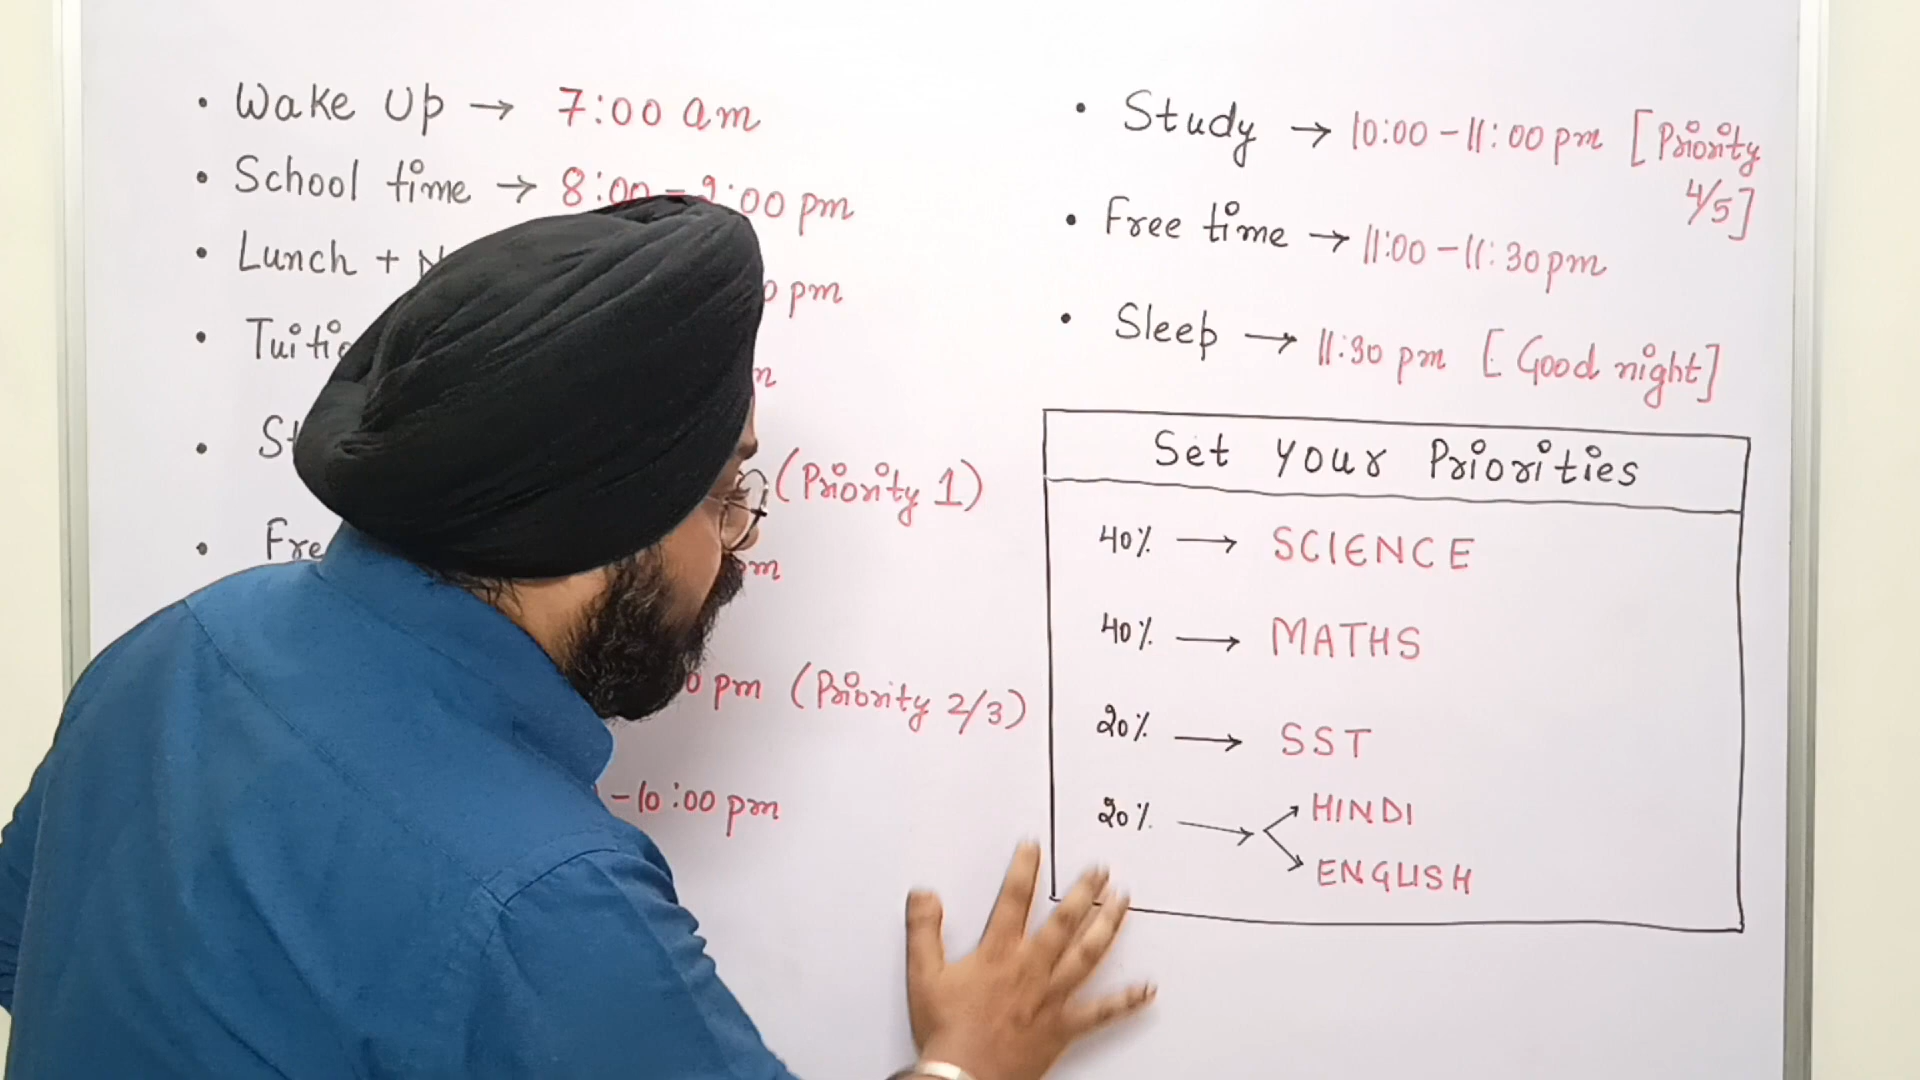 • Wake Up → 7:00 am
• School time → 8:00 - 2:00 pm
• Lunch +
pm
•
•
(Priority 1)
•
pm
pm (Priority 2/3)
-10:00 pm
• Study → 10:00 - 11:00 pm [Priority
4/5]
• Free time → 11:00 - 11:30 pm
• Sleep → 11:30 pm [Good night]
Set Your Priorities
40% → SCIENCE
40% → MATHS
20% → SST
20% → HINDI
ENGLISH